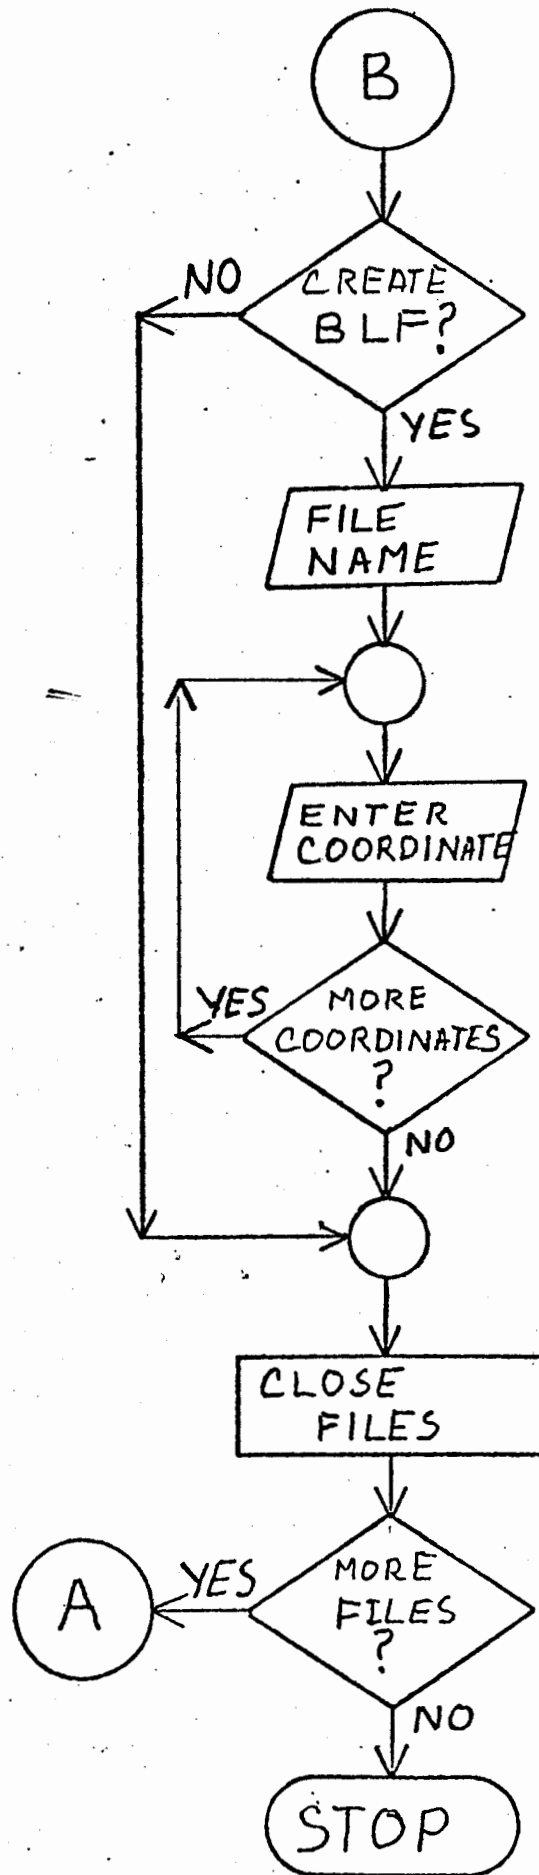 B
NO
CREATE
BLF?
YES
FILE
NAME
ENTER
COORDINATE
YES
MORE
COORDINATES
?
NO
CLOSE
FILES
A
YES
MORE
FILES
?
NO
STOP